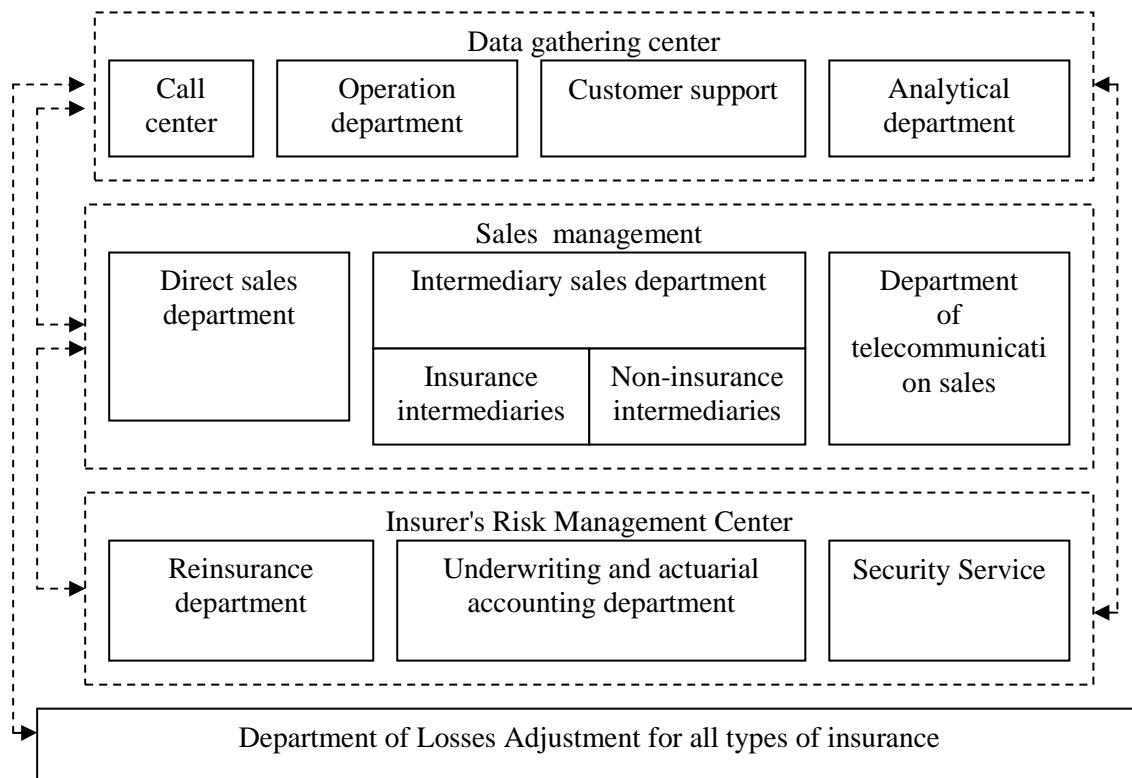 Data gathering center
Call
center
Operation
department
Customer support
Analytical
department
Sales management
Direct sales
department
Intermediary sales department
Insurance
intermediaries
Non-insurance
intermediaries
Department
of
telecommunicati
on sales
Insurer's Risk Management Center
Reinsurance
department
Underwriting and actuarial
accounting department
Security Service
Department of Losses Adjustment for all types of insurance